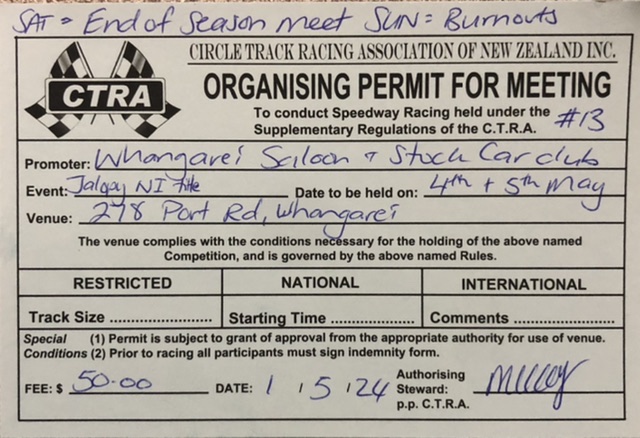 SAT = End of Season meet SUN = Burnouts
CIRCLE TRACK RACING ASSOCIATION OF NEW ZEALAND INC.
CTRA
ORGANISING PERMIT FOR MEETING
To conduct Speedway Racing held under the
Supplementary Regulations of the C.T.R.A. #13
Promoter: Whangarei Saloon + Stock Car club
Event: Jalopy NI Title Date to be held on: 4th + 5th May
Venue: 278 Port Rd, Whangarei
The venue complies with the conditions necessary for the holding of the above named
Competition, and is governed by the above named Rules.
RESTRICTED NATIONAL INTERNATIONAL
Track Size .................... Starting Time ................ Comments ....................
Special (1) Permit is subject to grant of approval from the appropriate authority for use of venue.
Conditions (2) Prior to racing all participants must sign indemnity form.
FEE: $ 50.00 DATE: 1 / 5 / 24 Authorising
Steward:
p.p. C.T.R.A.